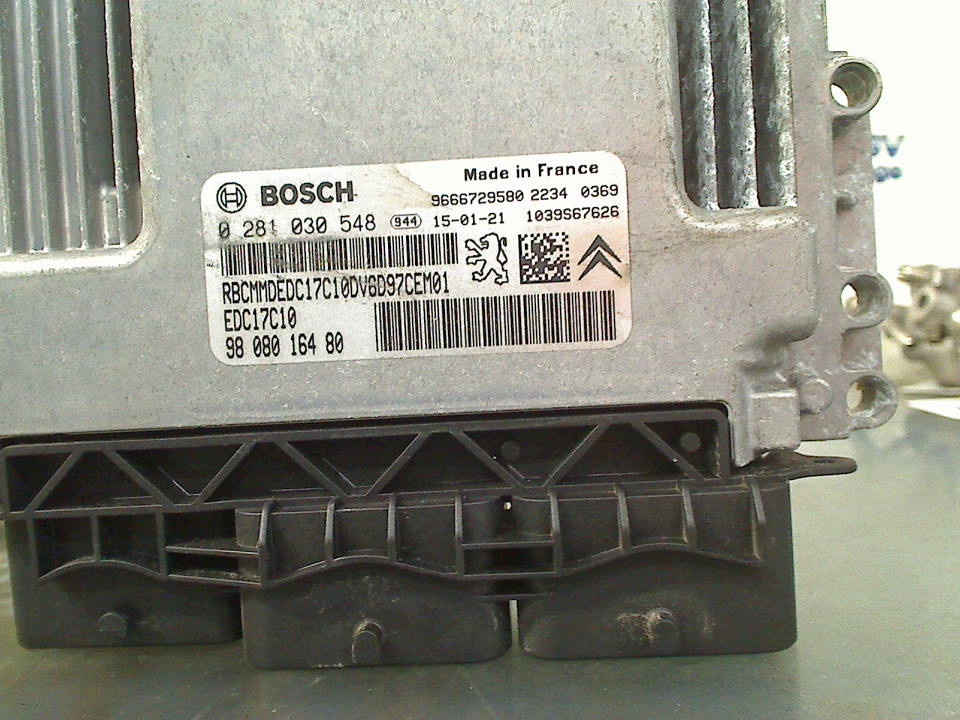 Made in France
BOSCH
9666729580 2234 0369
0 281 030 548 944 15-01-21 1039S67626
RBCMMDEDC17C10DV6D97CEM01
EDC17C10
98 080 164 80